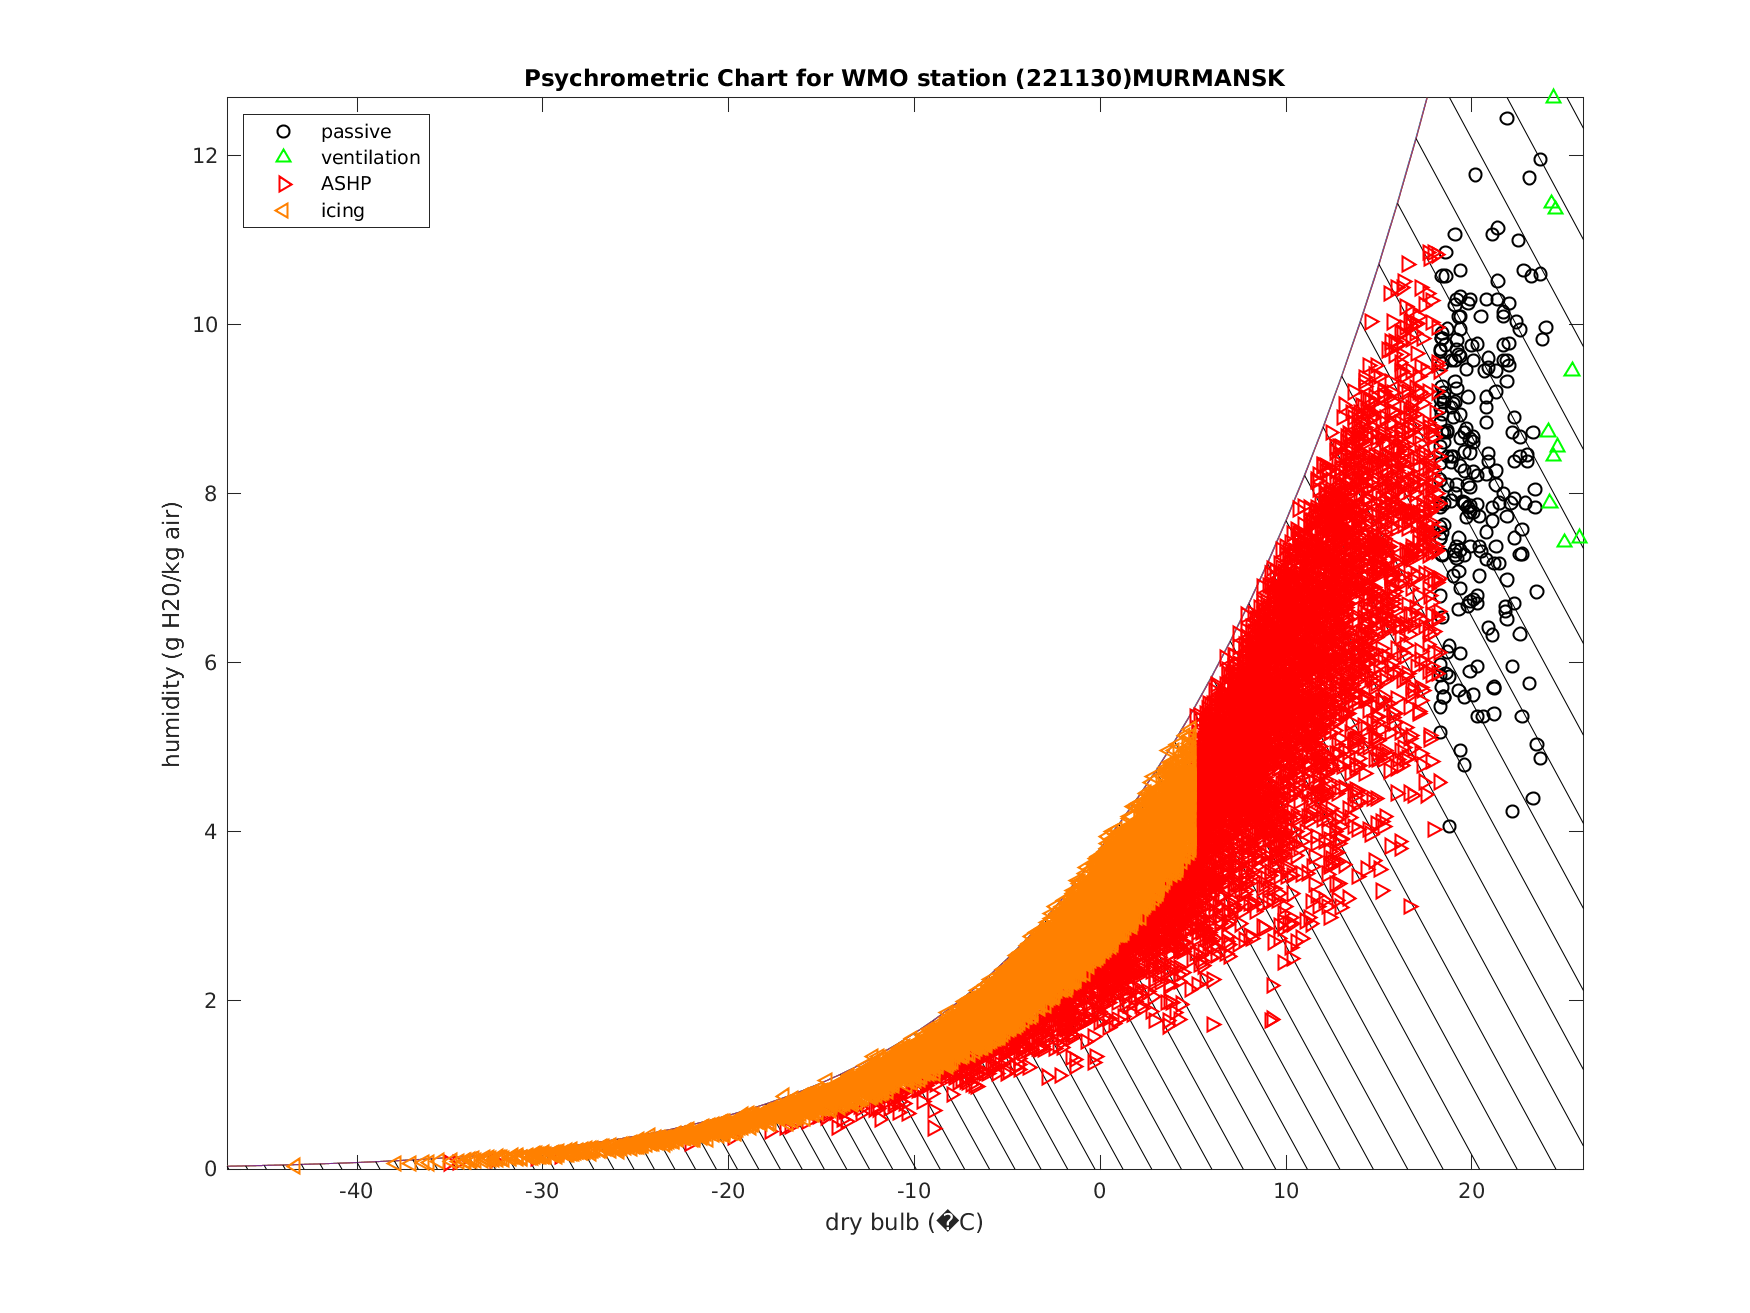 Psychrometric Chart for WMO station (221130)MURMANSK
passive
ventilation
ASHP
icing
12
10
8
6
4
2
0
humidity (g H20/kg air)
-40
-30
-20
-10
0
10
20
dry bulb (�C)